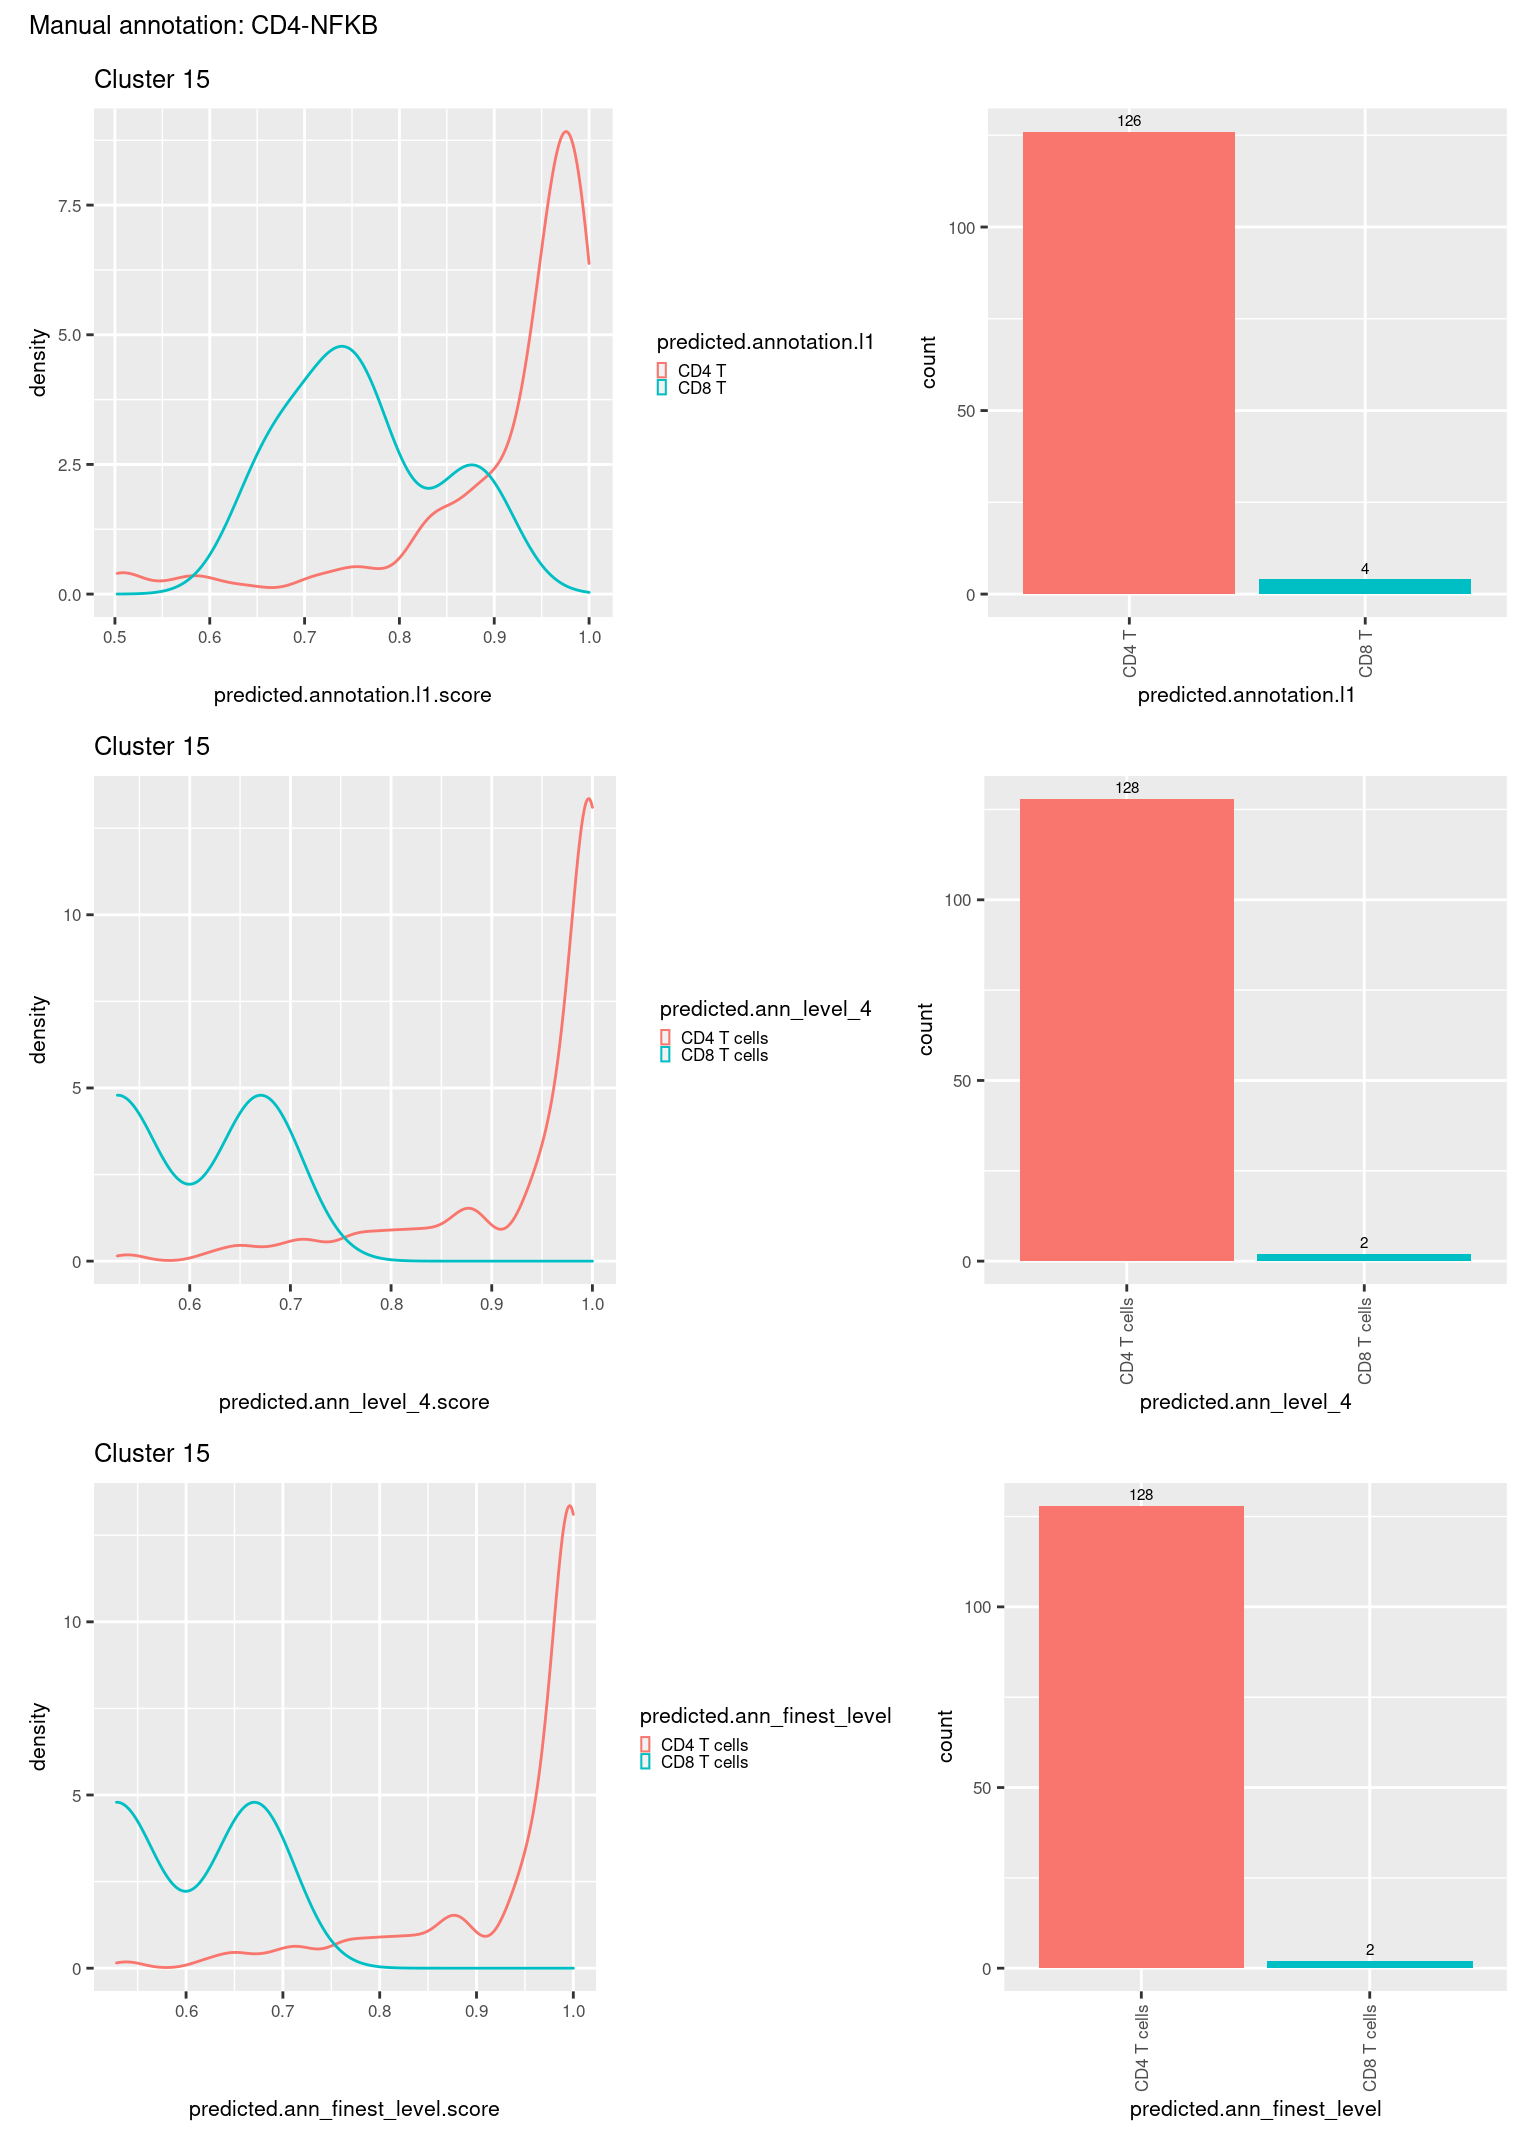 Manual annotation: CD4-NFKB
Cluster 15
density
7.5
5.0
2.5
0.0
0.5 0.6 0.7 0.8 0.9 1.0
predicted.annotation.l1.score
predicted.annotation.l1
CD4 T
CD8 T
count
100
50
0
126
4
CD4 T
CD8 T
predicted.annotation.l1
Cluster 15
density
10
5
0
0.6 0.7 0.8 0.9 1.0
predicted.ann_level_4.score
predicted.ann_level_4
CD4 T cells
CD8 T cells
count
100
50
0
128
2
CD4 T cells
CD8 T cells
predicted.ann_level_4
Cluster 15
density
10
5
0
0.6 0.7 0.8 0.9 1.0
predicted.ann_finest_level.score
predicted.ann_finest_level
CD4 T cells
CD8 T cells
count
100
50
0
128
2
CD4 T cells
CD8 T cells
predicted.ann_finest_level